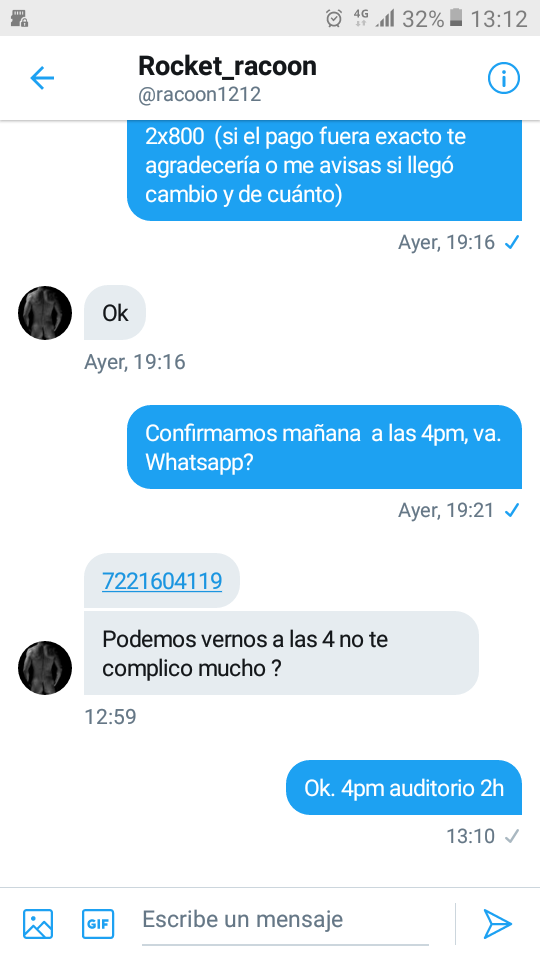 4G 32% 13:12
Rocket_racoon
@racoon1212
2x800 (si el pago fuera exacto te
agradecería o me avisas si llegó
cambio y de cuánto)
Ayer, 19:16
Ok
Ayer, 19:16
Confirmamos mañana a las 4pm, va.
Whatsapp?
Ayer, 19:21
7221604119
Podemos vernos a las 4 no te
complico mucho ?
12:59
Ok. 4pm auditorio 2h
13:10
GIF Escribe un mensaje